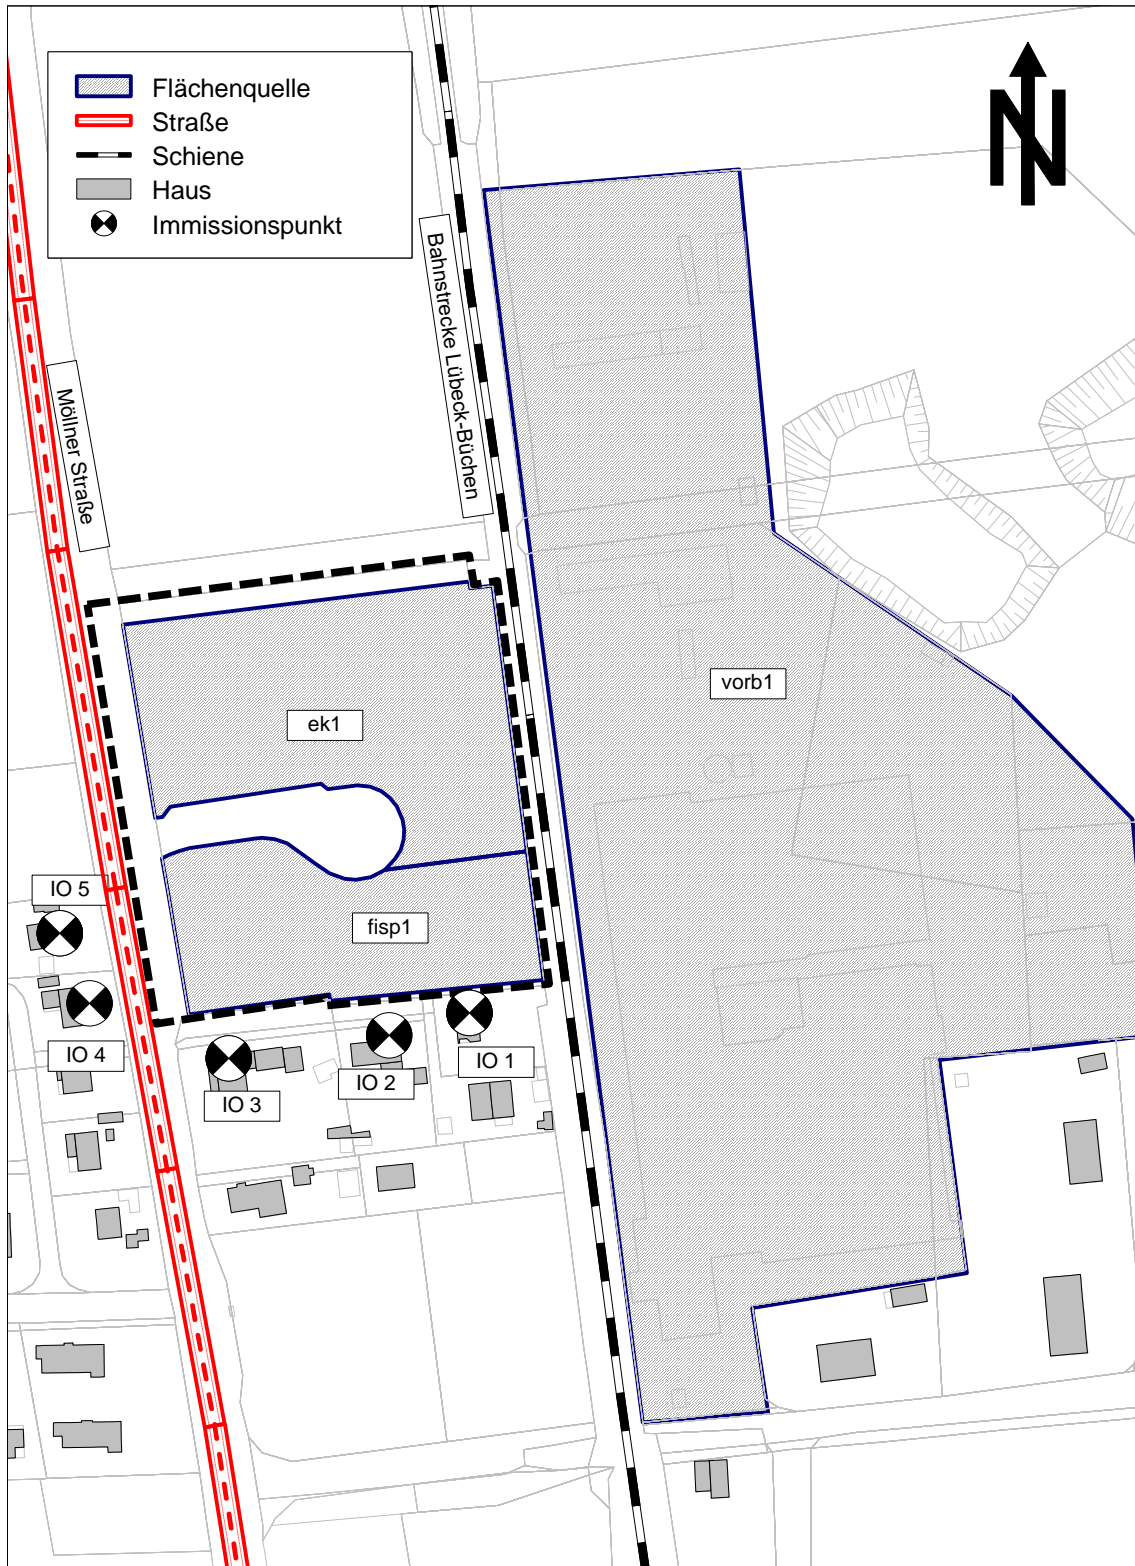 Flächenquelle
Straße
Schiene
Haus
Immissionspunkt
N
Bahnstrecke Lübeck-Büchen
Möllner Straße
vorb1
ek1
IO 5
fisp1
IO 4
IO 1
IO 2
IO 3